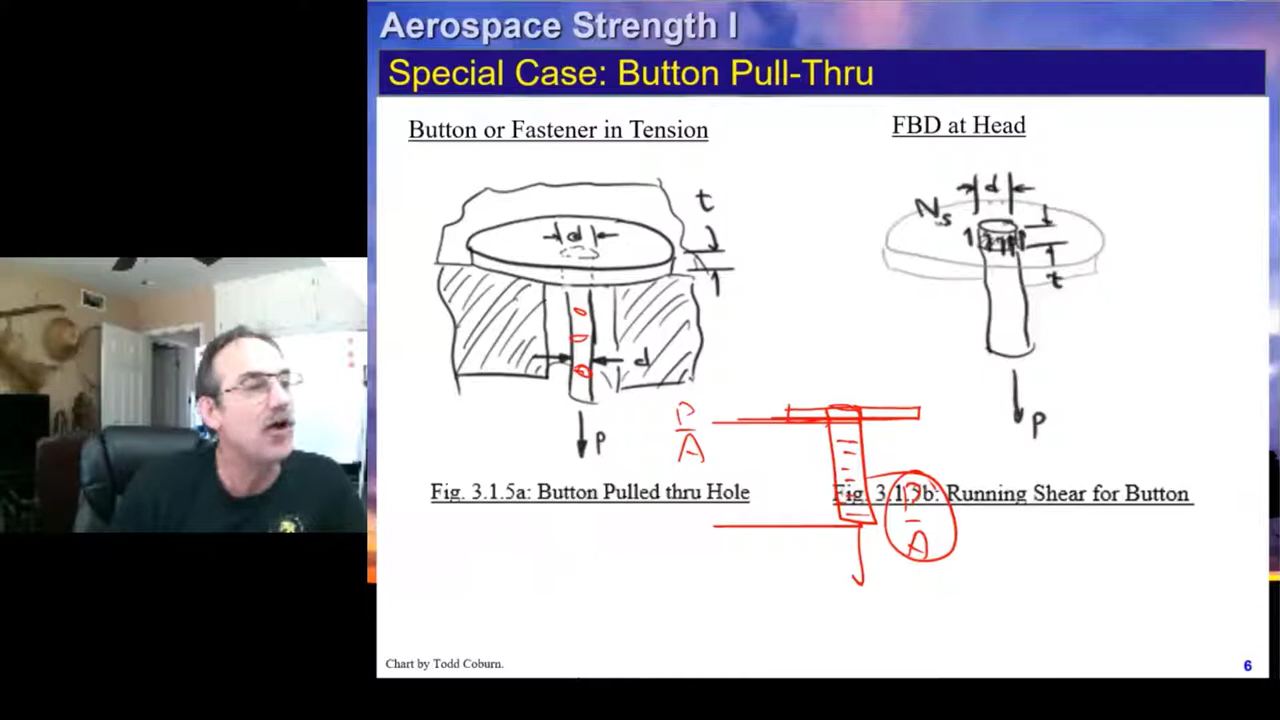 Aerospace Strength I
Special Case: Button Pull-Thru
Button or Fastener in Tension
FBD at Head
t
d
d
P
Ns
d
t
P
P
A
P
A
Fig. 3.1.5a: Button Pulled thru Hole
Fig. 3.1.5b: Running Shear for Button
Chart by Todd Coburn.
6